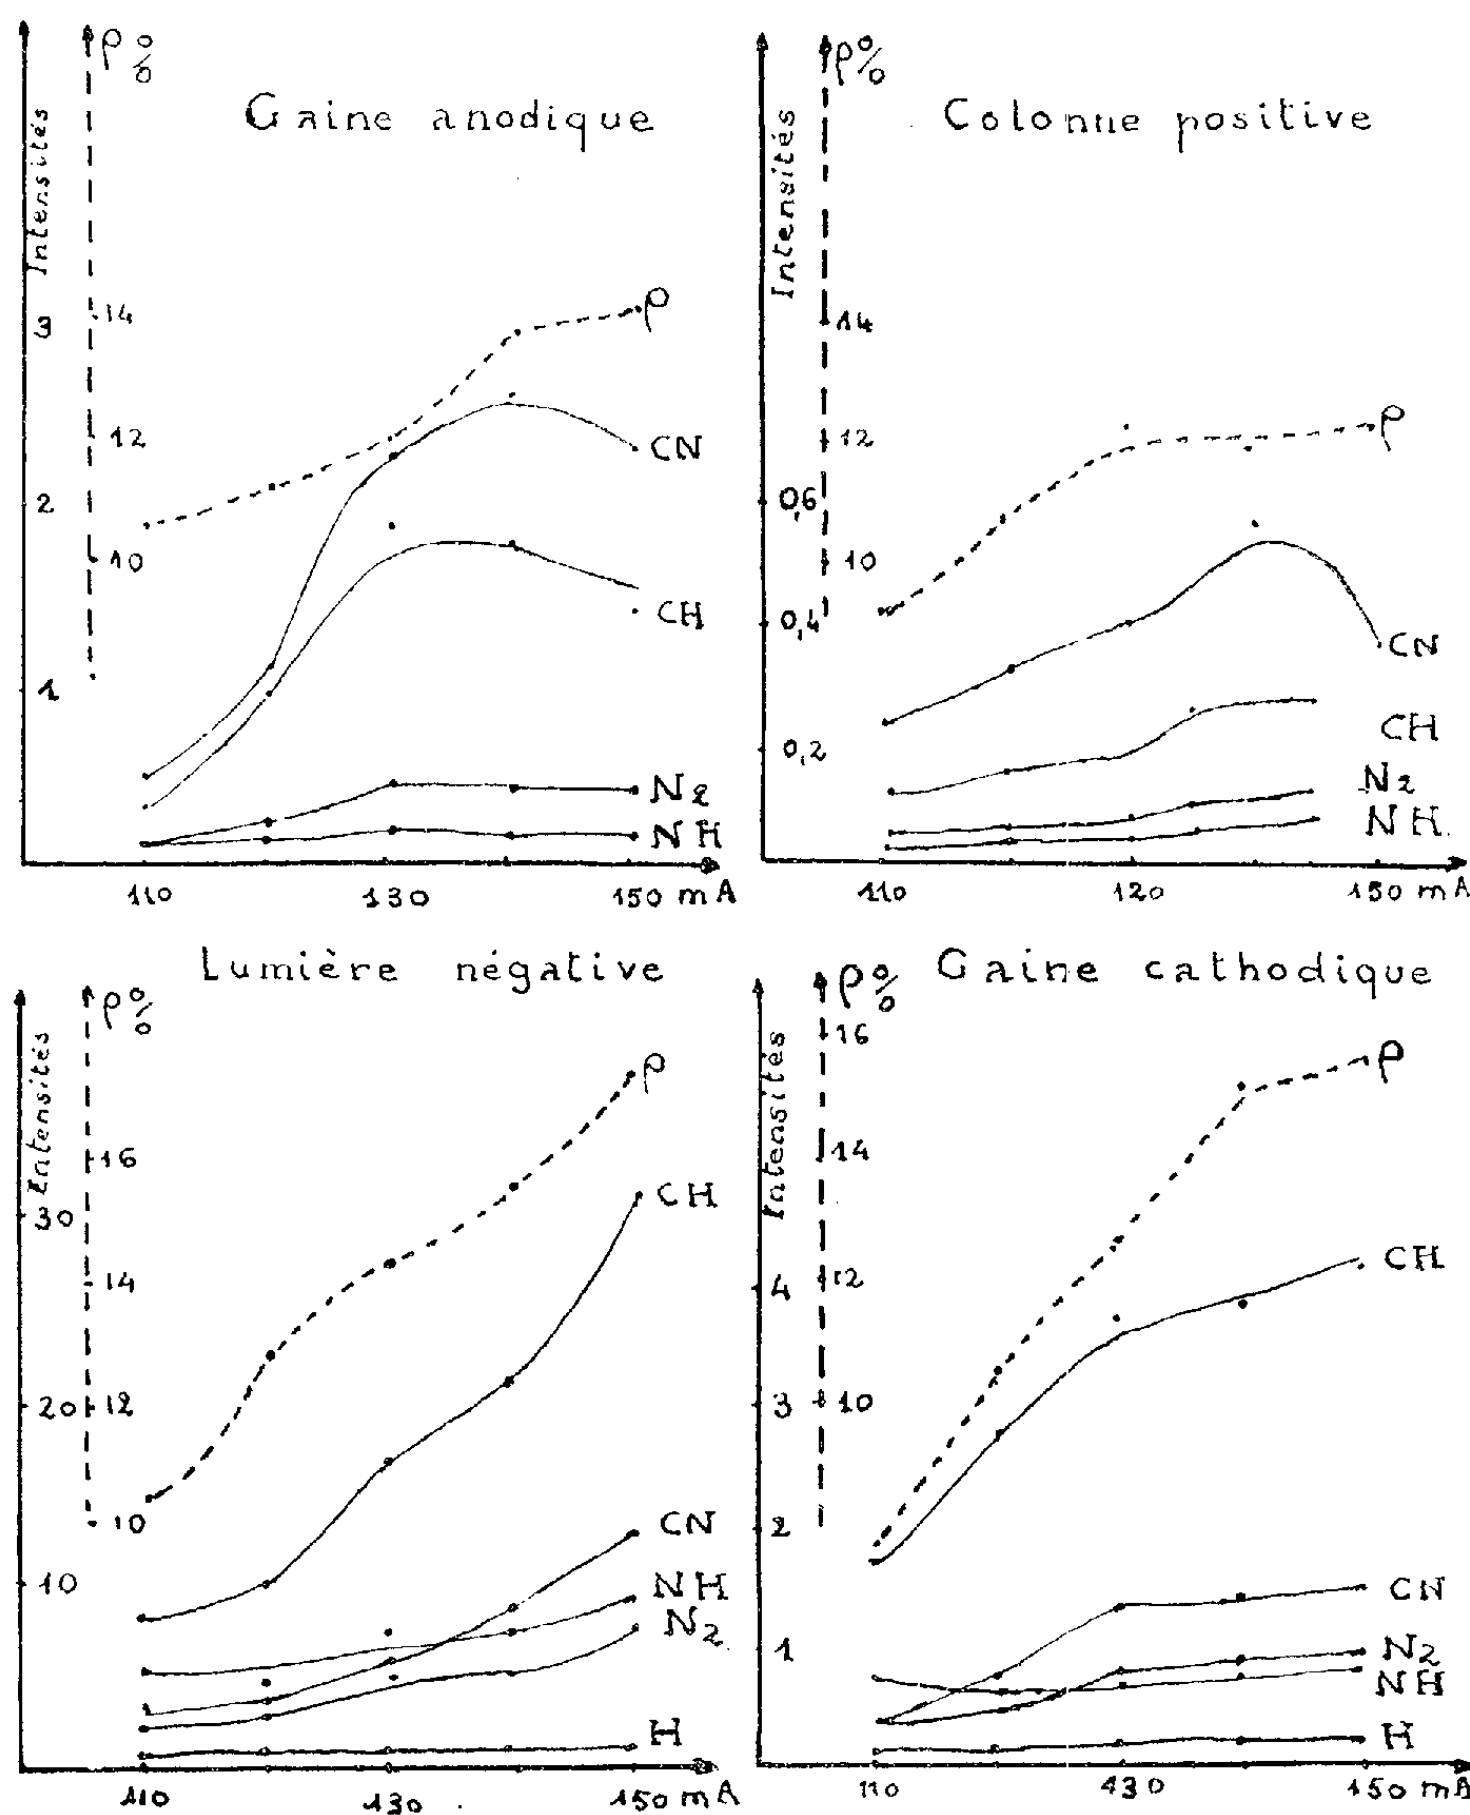 ρ%
Intensités
Gaine anodique
14
3
ρ
12
CN
2
10
CH
1
N2
NH
110
130
150 mA
ρ%
Intensités
Colonne positive
14
12
ρ
0,6
10
0,4
CN
CH
0,2
N2
NH
110
120
150 mA
Lumière négative
ρ%
Intensités
ρ
16
CH
30
14
20
12
10
CN
10
NH
N2
H
110
130
150 mA
Gaine cathodique
ρ%
Intensités
16
ρ
14
CH
4
12
3
10
2
CN
1
N2
NH
H
110
130
150 mA